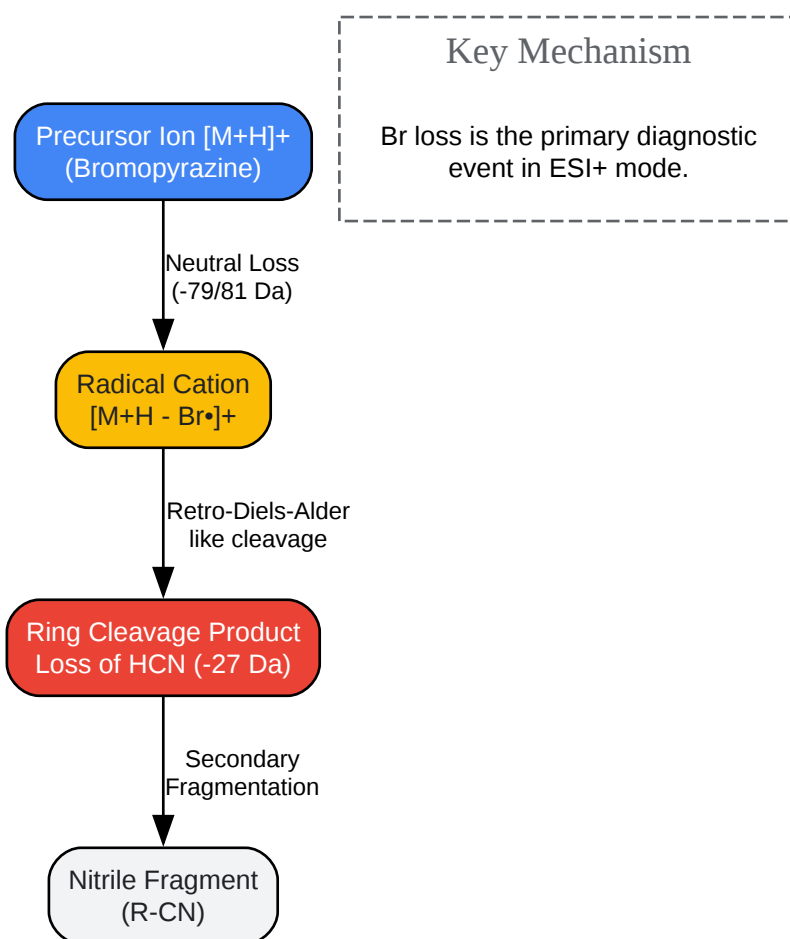 Key Mechanism
Br loss is the primary diagnostic
event in ESI+ mode.
Precursor Ion [M+H]+
(Bromopyrazine)
Neutral Loss
(-79/81 Da)
Radical Cation
[M+H - Br•]+
Retro-Diels-Alder
like cleavage
Ring Cleavage Product
Loss of HCN (-27 Da)
Secondary
Fragmentation
Nitrile Fragment
(R-CN)